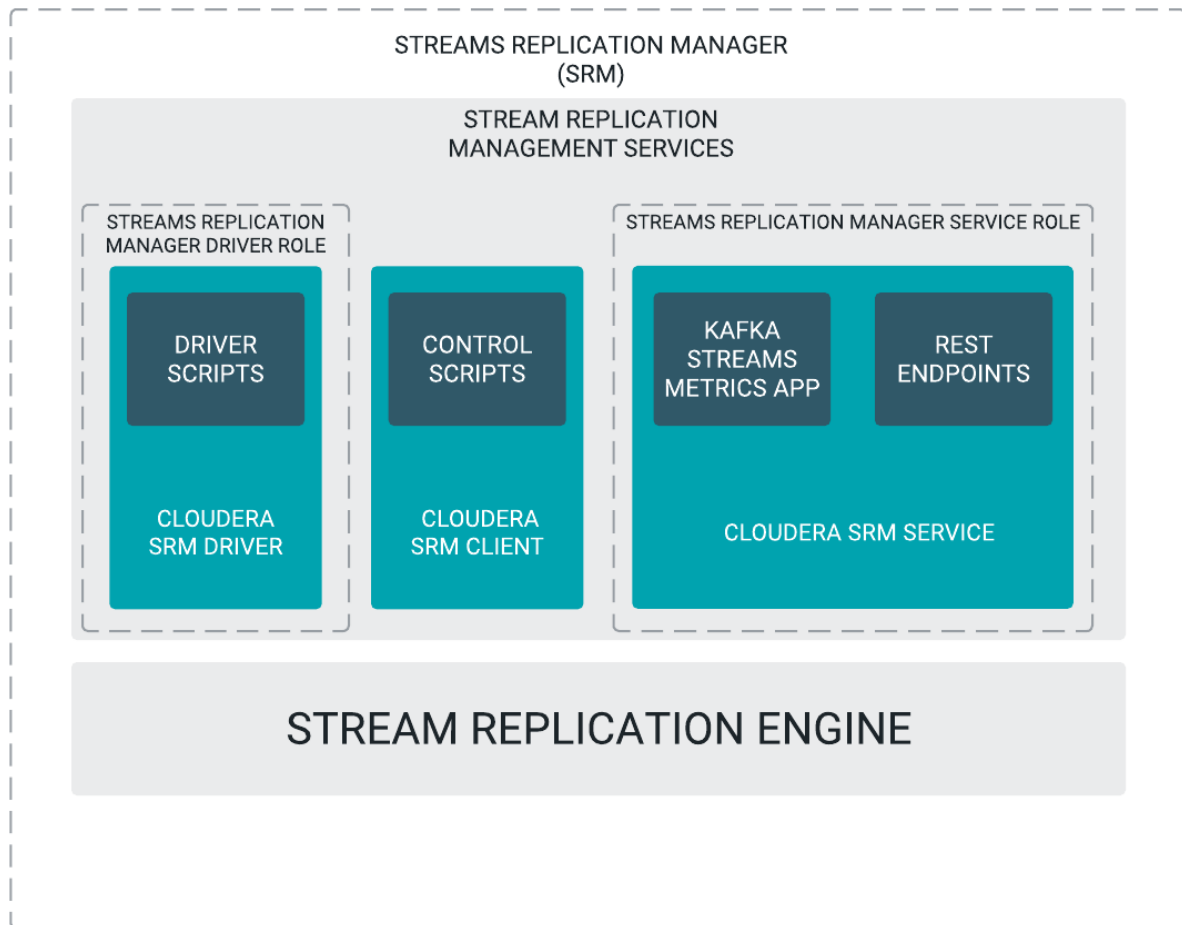 STREAMS REPLICATION MANAGER
(SRM)
STREAM REPLICATION
MANAGEMENT SERVICES
STREAMS REPLICATION
MANAGER DRIVER ROLE
DRIVER
SCRIPTS
CLOUDERA
SRM DRIVER
CONTROL
SCRIPTS
CLOUDERA
SRM CLIENT
STREAMS REPLICATION MANAGER SERVICE ROLE
KAFKA
STREAMS
METRICS APP
REST
ENDPOINTS
CLOUDERA SRM SERVICE
STREAM REPLICATION ENGINE